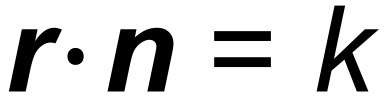 r·n = k